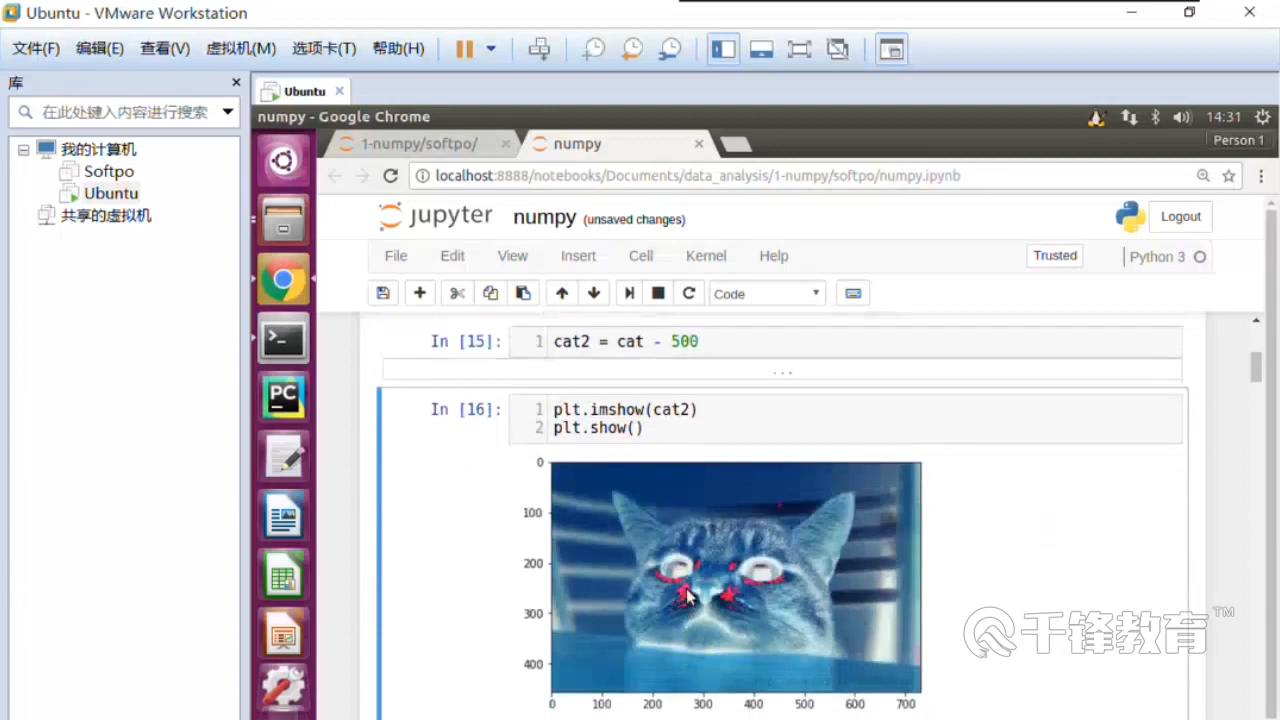 Ubuntu - VMware Workstation
文件(F) 编辑(E) 查看(V) 虚拟机(M) 选项卡(T) 帮助(H)
库
在此处键入内容进行搜索
我的计算机
Softpo
Ubuntu
共享的虚拟机
Ubuntu
numpy - Google Chrome
14:31
1-numpy/softpo/
numpy
Person 1
localhost:8888/notebooks/Documents/data_analysis/1-numpy/softpo/numpy.ipynb
jupyter numpy (unsaved changes)
Logout
File Edit View Insert Cell Kernel Help
Trusted
Python 3
Code
In [15]: 1 cat2 = cat - 500
...
In [16]: 1 plt.imshow(cat2)
2 plt.show()
0
100
200
300
400
0 100 200 300 400 500 600 700
PC
千锋教育™